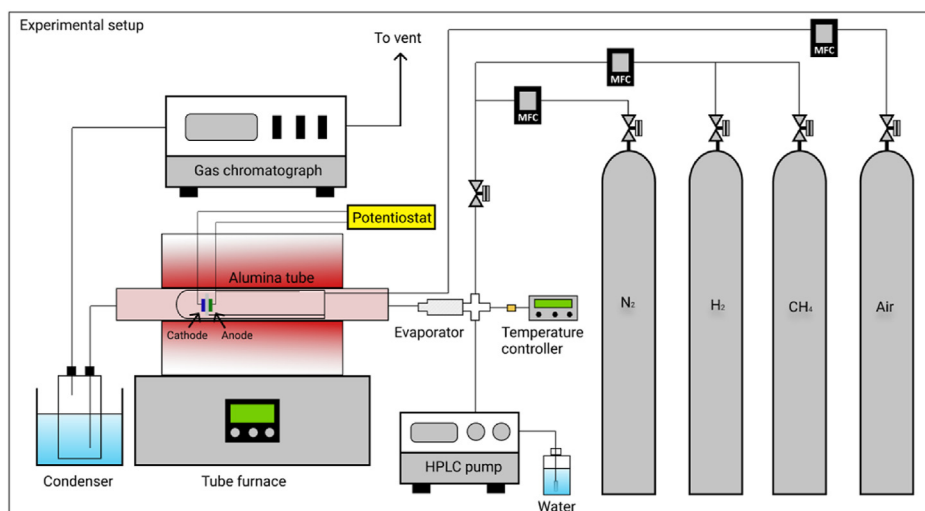 Experimental setup
To vent
MFC
MFC
MFC
Gas chromatograph
Potentiostat
Alumina tube
Cathode
Anode
Evaporator
Temperature
controller
N₂
H₂
CH₄
Air
Condenser
Tube furnace
HPLC pump
Water